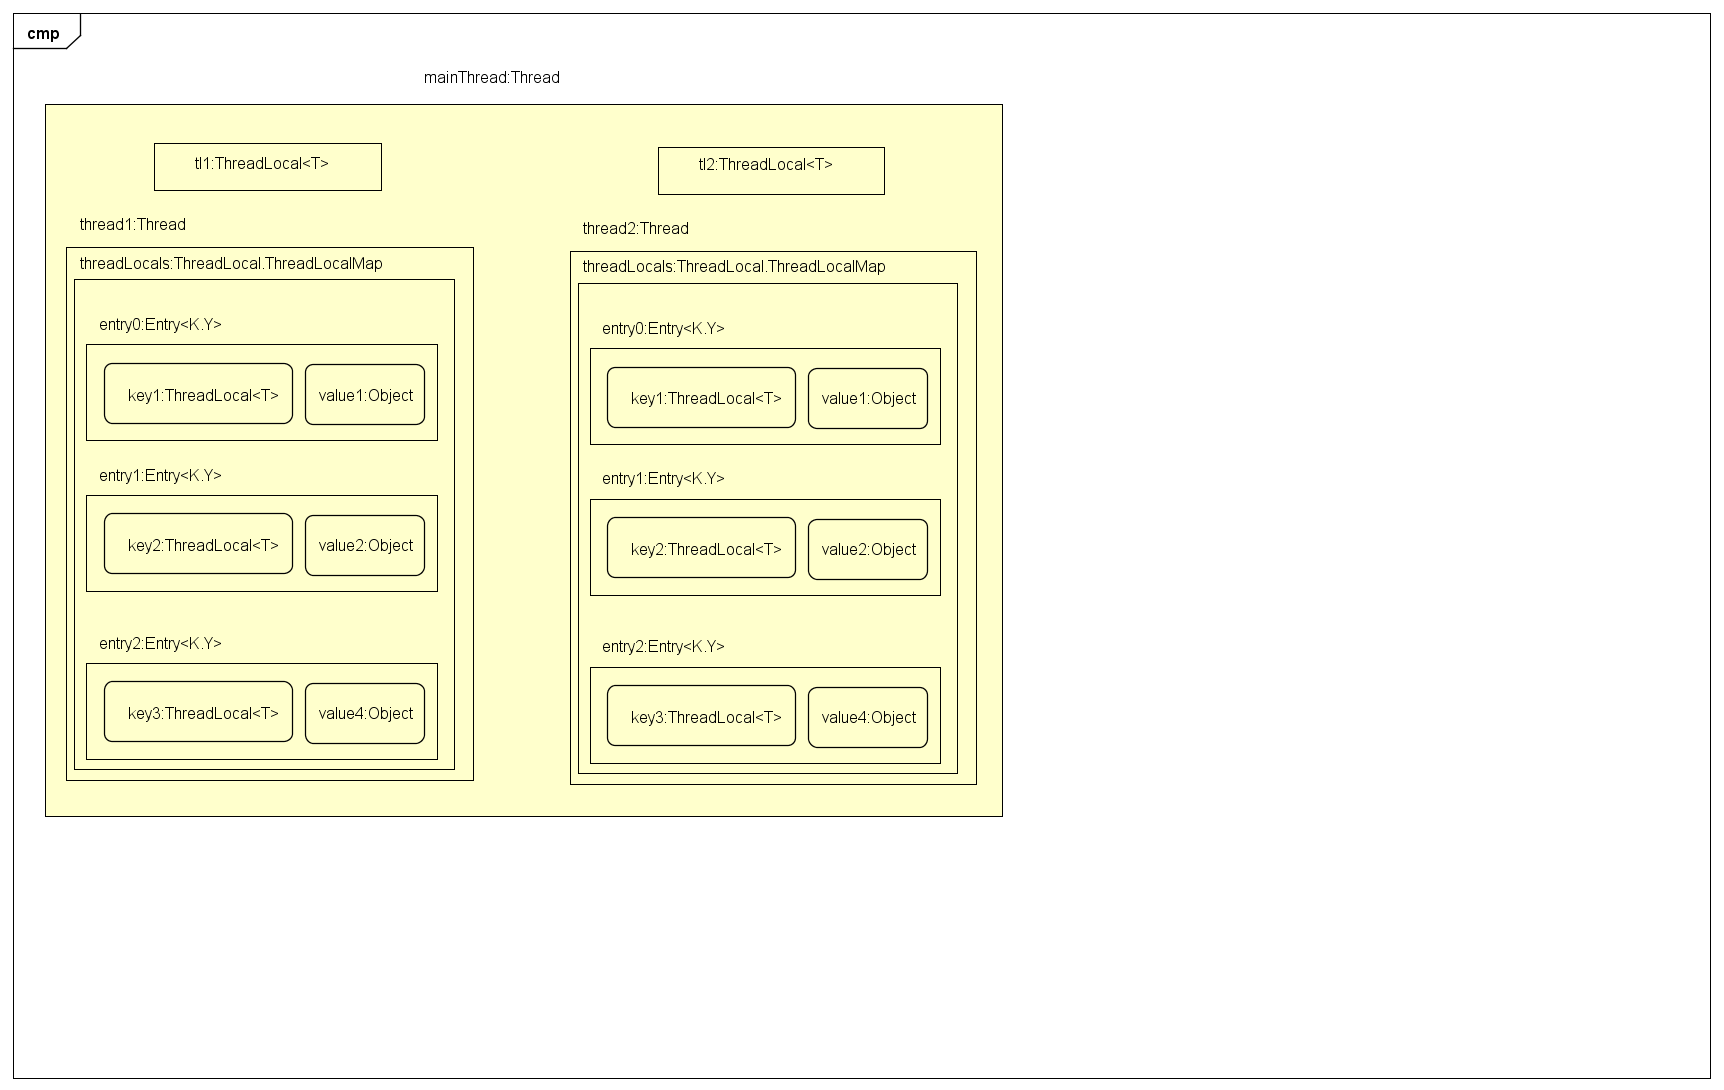 cmp
mainThread:Thread
tl1:ThreadLocal<T>
tl2:ThreadLocal<T>
thread1:Thread
threadLocals:ThreadLocal.ThreadLocalMap
entry0:Entry<K.Y>
key1:ThreadLocal<T>
value1:Object
entry1:Entry<K.Y>
key2:ThreadLocal<T>
value2:Object
entry2:Entry<K.Y>
key3:ThreadLocal<T>
value4:Object
thread2:Thread
threadLocals:ThreadLocal.ThreadLocalMap
entry0:Entry<K.Y>
key1:ThreadLocal<T>
value1:Object
entry1:Entry<K.Y>
key2:ThreadLocal<T>
value2:Object
entry2:Entry<K.Y>
key3:ThreadLocal<T>
value4:Object